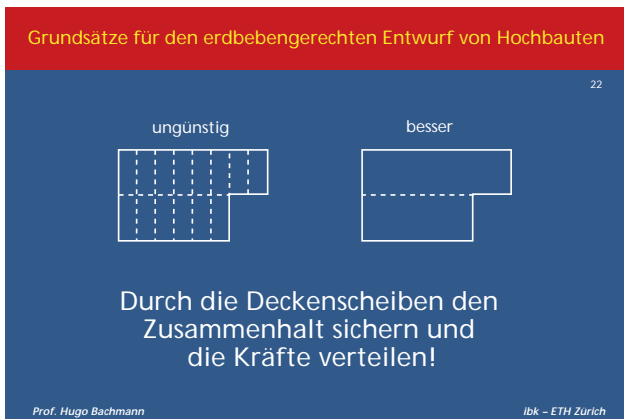 Grundsätze für den erdbebengerechten Entwurf von Hochbauten
22
ungünstig
besser
Durch die Deckenscheiben den
Zusammenhalt sichern und
die Kräfte verteilen!
Prof. Hugo Bachmann
ibk – ETH Zürich